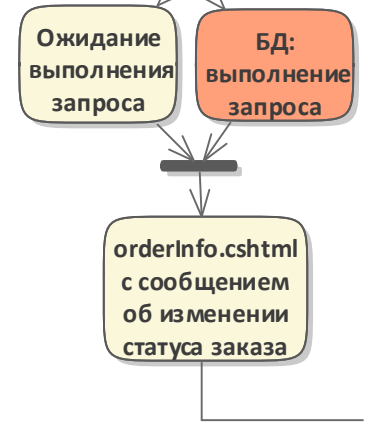 Ожидание
выполнения
запроса
БД:
выполнение
запроса
orderInfo.cshtml
с сообщением
об изменении
статуса заказа